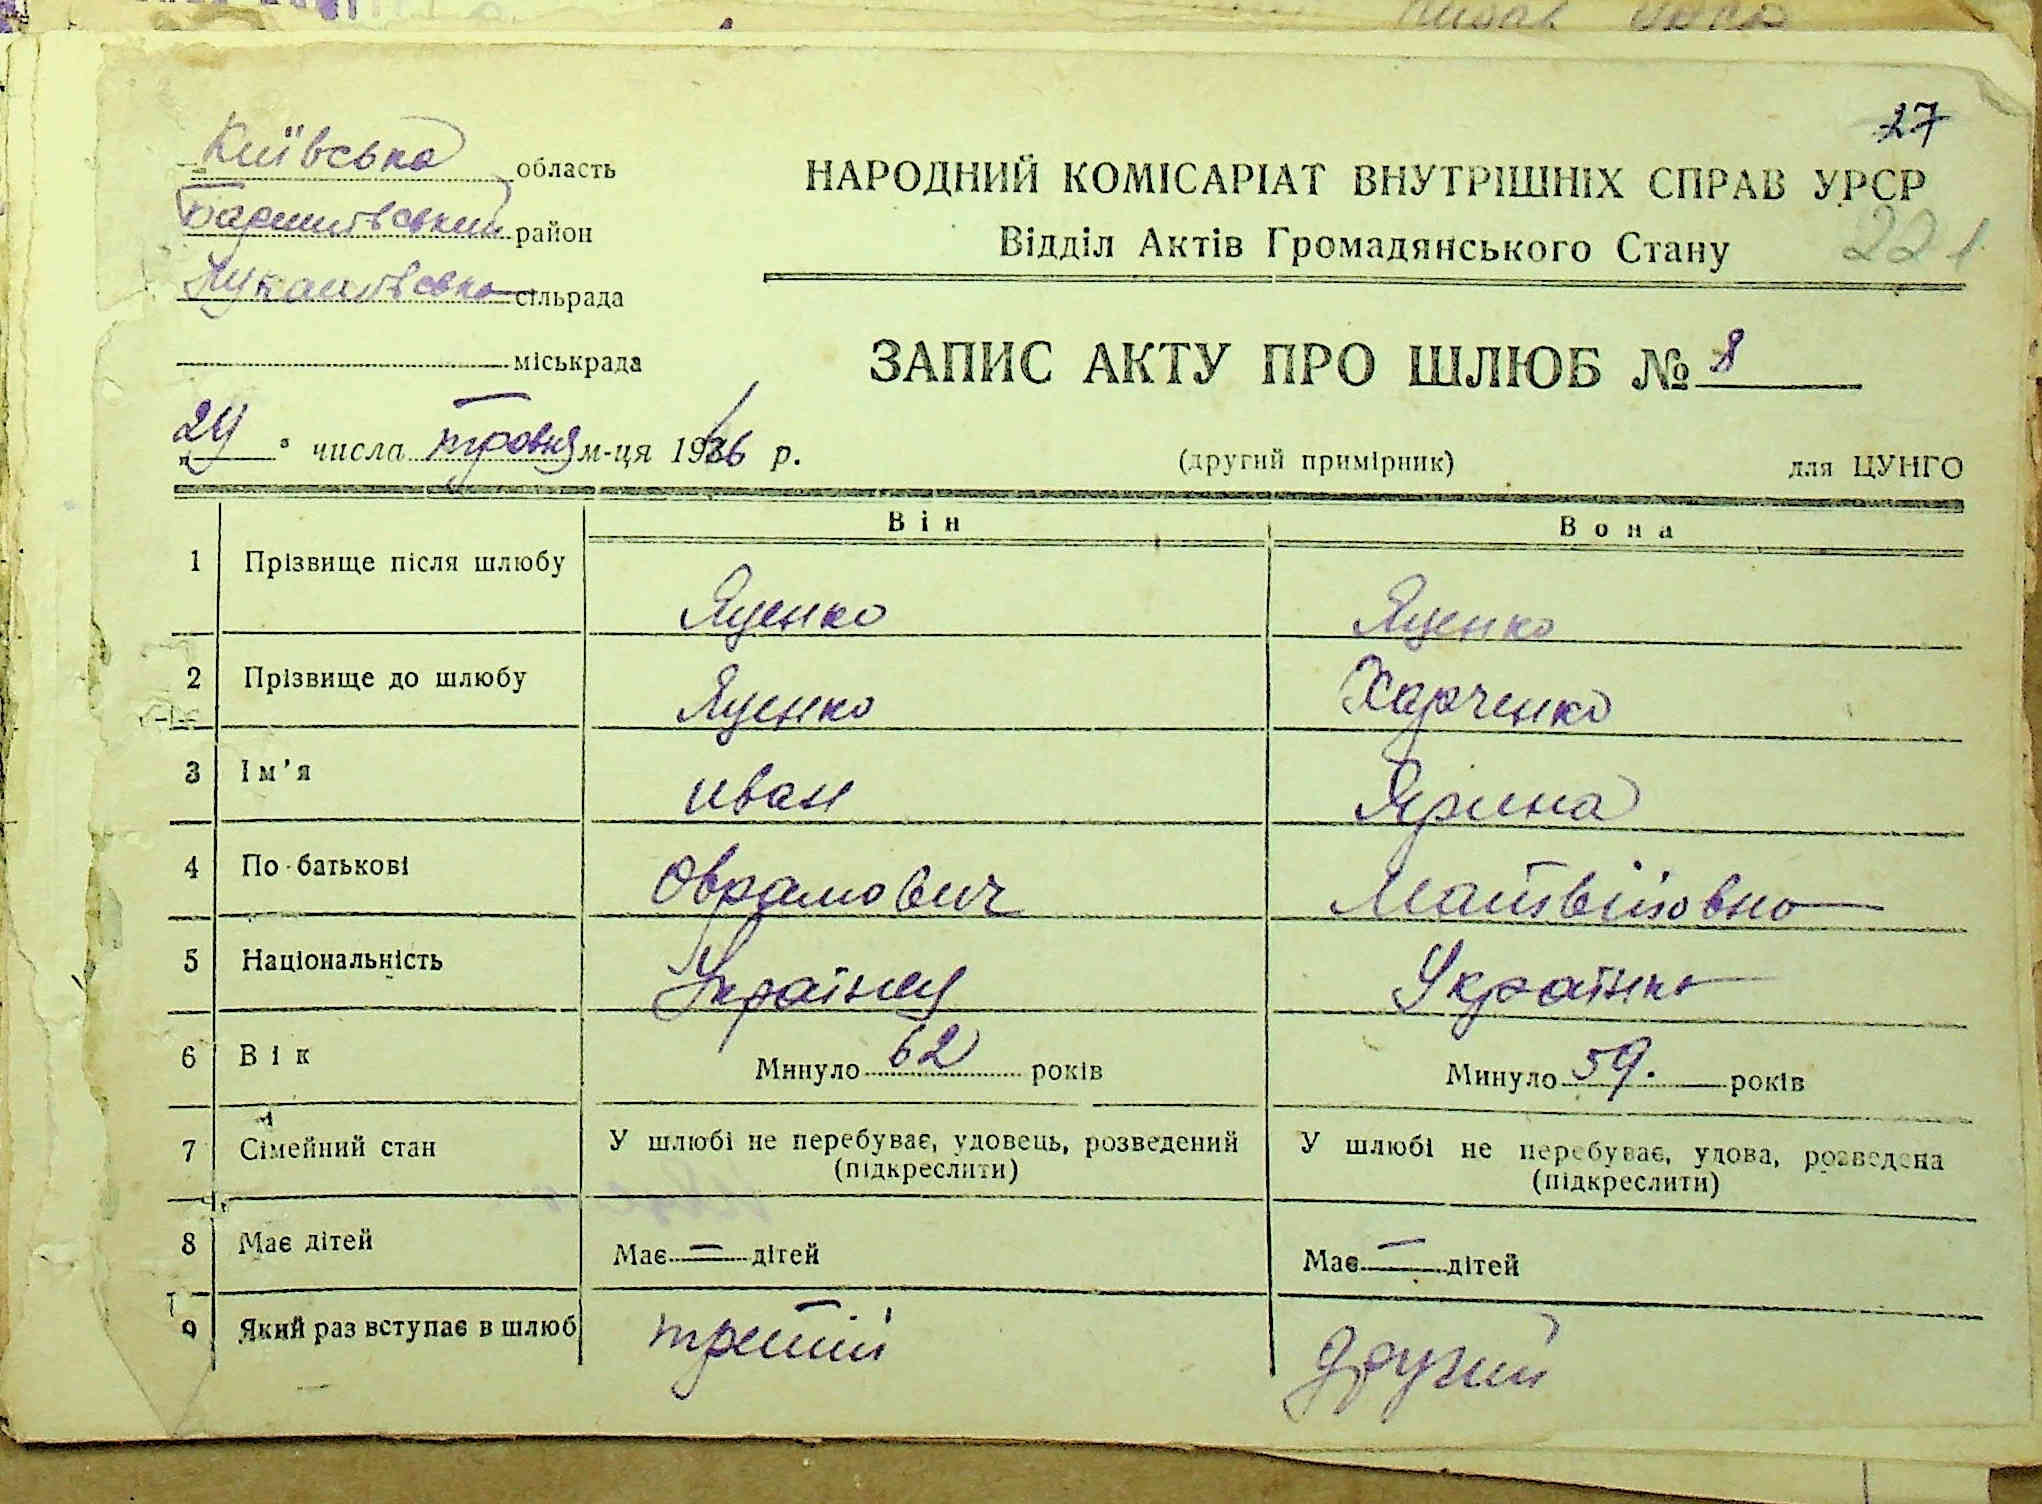 27
Київська область
Баришівський район
Лукашівська сільрада
міськрада
НАРОДНИЙ КОМІСАРІАТ ВНУТРІШНІХ СПРАВ УРСР
Відділ Актів Громадянського Стану
221
ЗАПИС АКТУ ПРО ШЛЮБ № 8
"29" числа травня м-ця 1936 р.
(другий примірник) для ЦУНГО
Він Вона
1 Прізвище після шлюбу Яценко Яценко
2 Прізвище до шлюбу Яценко Харченко
3 Ім'я иван Ярина
4 По-батькові Оврамович Матвійовна
5 Національність Українец Українка
6 Вік Минуло 62 років Минуло 59. років
7 Сімейний стан У шлюбі не перебуває, удовець, розведений У шлюбі не перебуває, удова, розведена
(підкреслити) (підкреслити)
8 Має дітей Має — дітей Має — дітей
9 Який раз вступає в шлюб третій другий